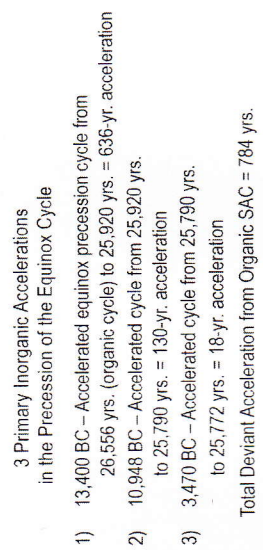 3 Primary Inorganic Accelerations
in the Precession of the Equinox Cycle
1) 13,400 BC – Accelerated equinox precession cycle from
26,556 yrs. (organic cycle) to 25,920 yrs. = 636-yr. acceleration
2) 10,948 BC – Accelerated cycle from 25,920 yrs.
to 25,790 yrs. = 130-yr. acceleration
3) 3,470 BC – Accelerated cycle from 25,790 yrs.
to 25,772 yrs. = 18-yr. acceleration
Total Deviant Acceleration from Organic SAC = 784 yrs.